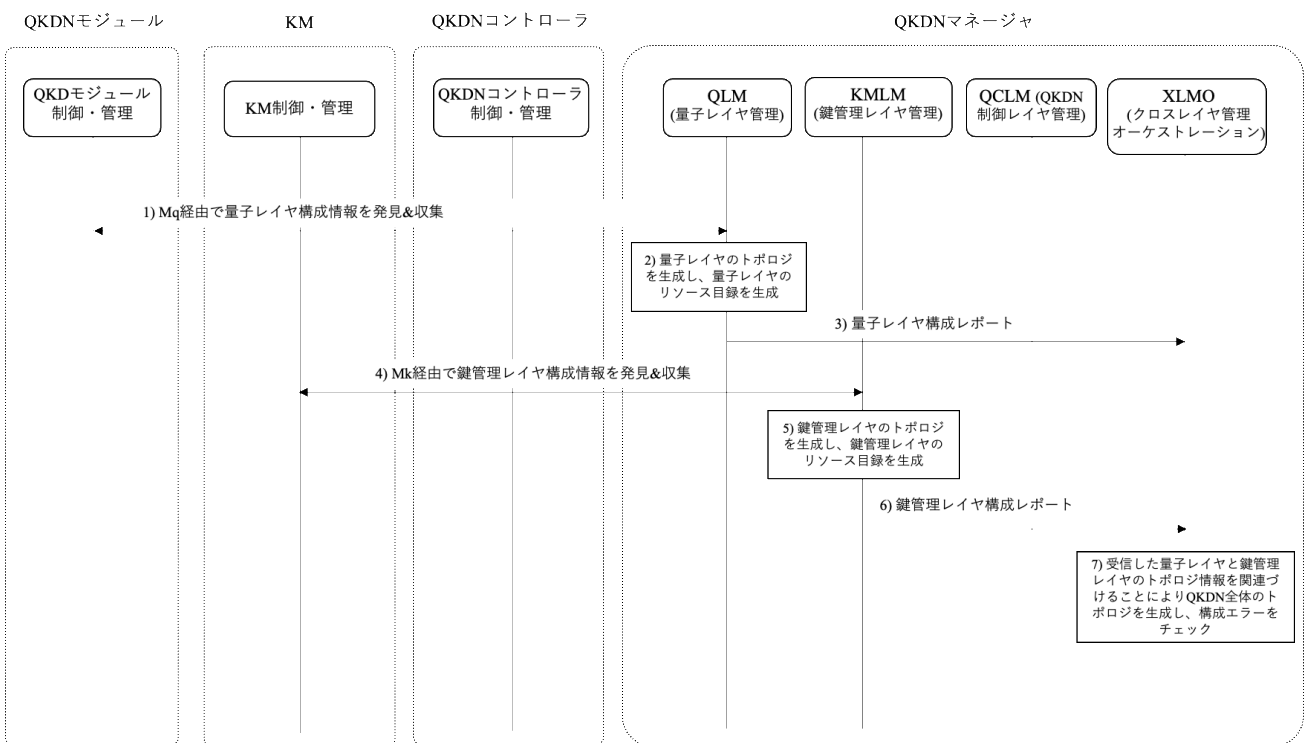 QKDNモジュール
KM
QKDNコントローラ
QKDNマネージャ
QKDモジュール
制御・管理
KM制御・管理
QKDNコントローラ
制御・管理
QLM
(量子レイヤ管理)
KMLM
(鍵管理レイヤ管理)
QCLM (QKDN
制御レイヤ管理)
XLMO
(クロスレイヤ管理
オーケストレーション)
1) Mq経由で量子レイヤ構成情報を発見&収集
2) 量子レイヤのトポロジ
を生成し、量子レイヤの
リソース目録を生成
3) 量子レイヤ構成レポート
4) Mk経由で鍵管理レイヤ構成情報を発見&収集
5) 鍵管理レイヤのトポロジ
を生成し、鍵管理レイヤの
リソース目録を生成
6) 鍵管理レイヤ構成レポート
7) 受信した量子レイヤと鍵管理
レイヤのトポロジ情報を関連づ
けることによりQKDN全体のト
ポロジを生成し、構成エラーを
チェック